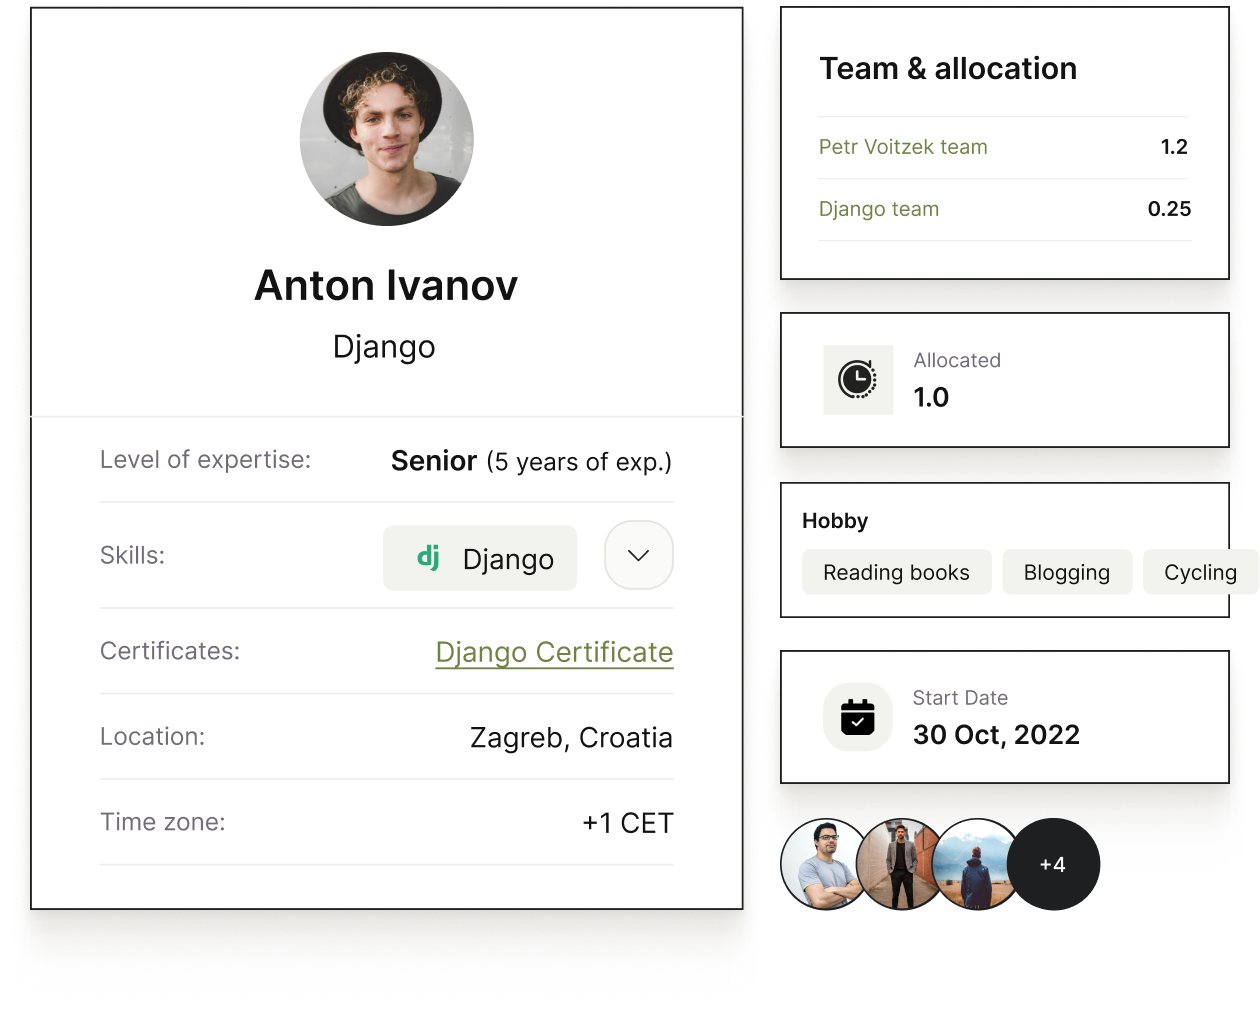 Anton Ivanov
Django
Level of expertise: Senior (5 years of exp.)
Skills: dj Django
Certificates: Django Certificate
Location: Zagreb, Croatia
Time zone: +1 CET
Team & allocation
Petr Voitzek team 1.2
Django team 0.25
Allocated
1.0
Hobby
Reading books Blogging Cycling
Start Date
30 Oct, 2022
+4